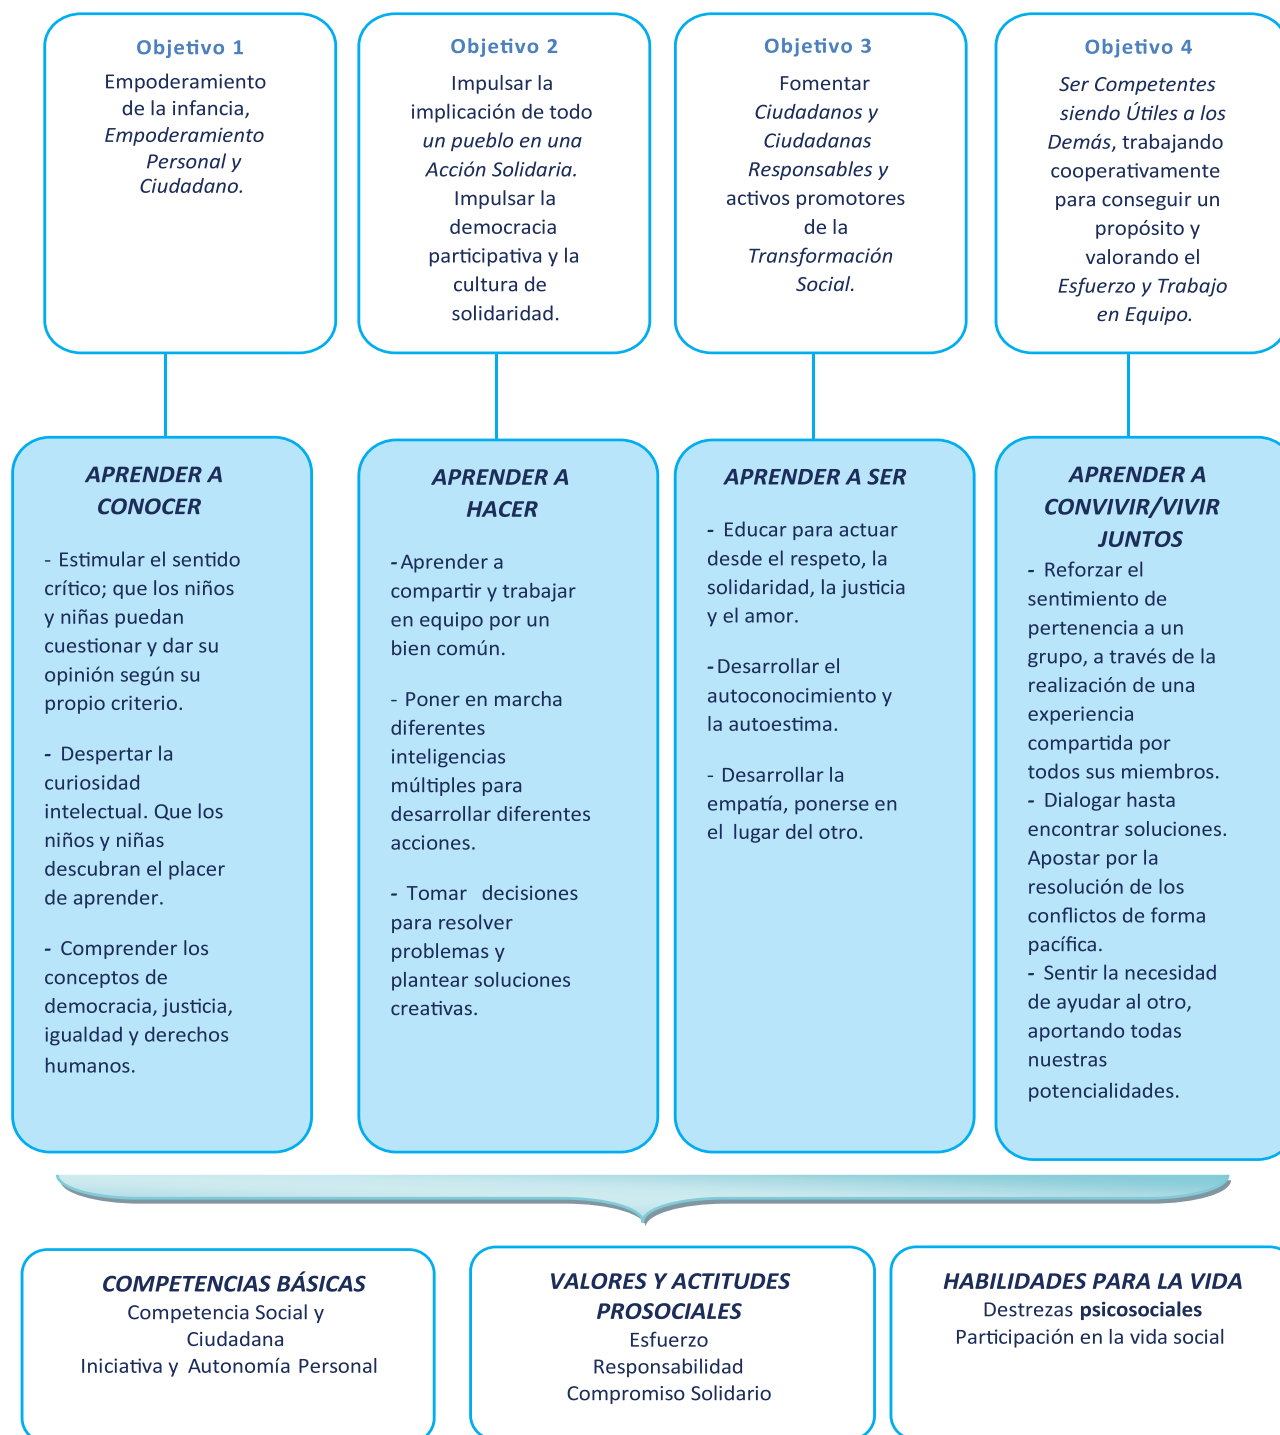 Objetivo 1
Empoderamiento
de la infancia,
Empoderamiento
Personal y
Ciudadano.
Objetivo 2
Impulsar la
implicación de todo
un pueblo en una
Acción Solidaria.
Impulsar la
democracia
participativa y la
cultura de
solidaridad.
Objetivo 3
Fomentar
Ciudadanos y
Ciudadanas
Responsables y
activos promotores
de la
Transformación
Social.
Objetivo 4
Ser Competentes
siendo Útiles a los
Demás, trabajando
cooperativamente
para conseguir un
propósito y
valorando el
Esfuerzo y Trabajo
en Equipo.
APRENDER A
CONOCER
- Estimular el sentido
crítico; que los niños
y niñas puedan
cuestionar y dar su
opinión según su
propio criterio.
- Despertar la
curiosidad
intelectual. Que los
niños y niñas
descubran el placer
de aprender.
- Comprender los
conceptos de
democracia, justicia,
igualdad y derechos
humanos.
APRENDER A
HACER
-Aprender a
compartir y trabajar
en equipo por un
bien común.
- Poner en marcha
diferentes
inteligencias
múltiples para
desarrollar diferentes
acciones.
- Tomar decisiones
para resolver
problemas y
plantear soluciones
creativas.
APRENDER A SER
- Educar para actuar
desde el respeto, la
solidaridad, la justicia
y el amor.
-Desarrollar el
autoconocimiento y
la autoestima.
- Desarrollar la
empatía, ponerse en
el lugar del otro.
APRENDER A
CONVIVIR/VIVIR
JUNTOS
- Reforzar el
sentimiento de
pertenencia a un
grupo, a través de la
realización de una
experiencia
compartida por
todos sus miembros.
- Dialogar hasta
encontrar soluciones.
Apostar por la
resolución de los
conflictos de forma
pacífica.
- Sentir la necesidad
de ayudar al otro,
aportando todas
nuestras
potencialidades.
COMPETENCIAS BÁSICAS
Competencia Social y
Ciudadana
Iniciativa y Autonomía Personal
VALORES Y ACTITUDES
PROSOCIALES
Esfuerzo
Responsabilidad
Compromiso Solidario
HABILIDADES PARA LA VIDA
Destrezas psicosociales
Participación en la vida social